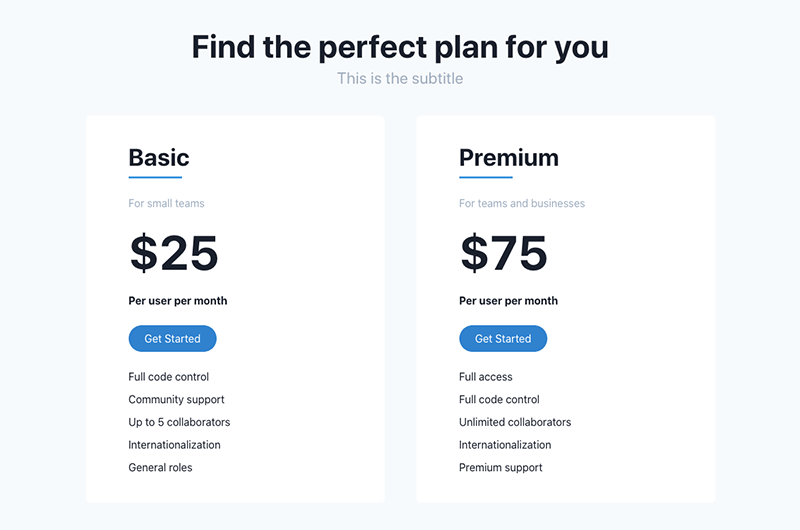 Find the perfect plan for you
This is the subtitle
Basic
For small teams
$25
Per user per month
Get Started
Full code control
Community support
Up to 5 collaborators
Internationalization
General roles
Premium
For teams and businesses
$75
Per user per month
Get Started
Full access
Full code control
Unlimited collaborators
Internationalization
Premium support